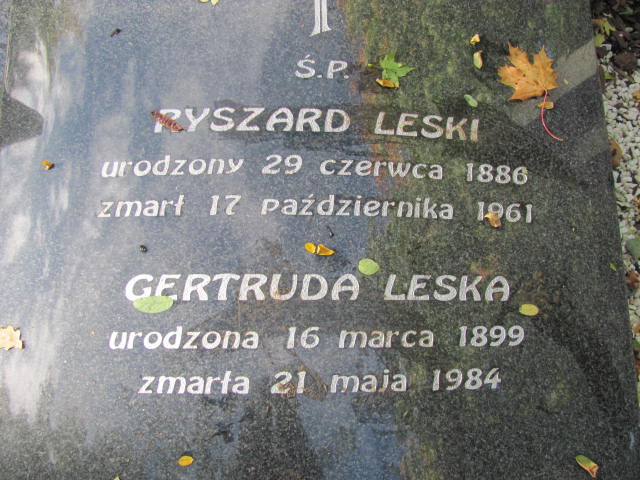 Ś.P.
RYSZARD LESKI
urodzony 29 czerwca 1886
zmarł 17 października 1961
GERTRUDA LESKA
urodzona 16 marca 1899
zmarła 21 maja 1984